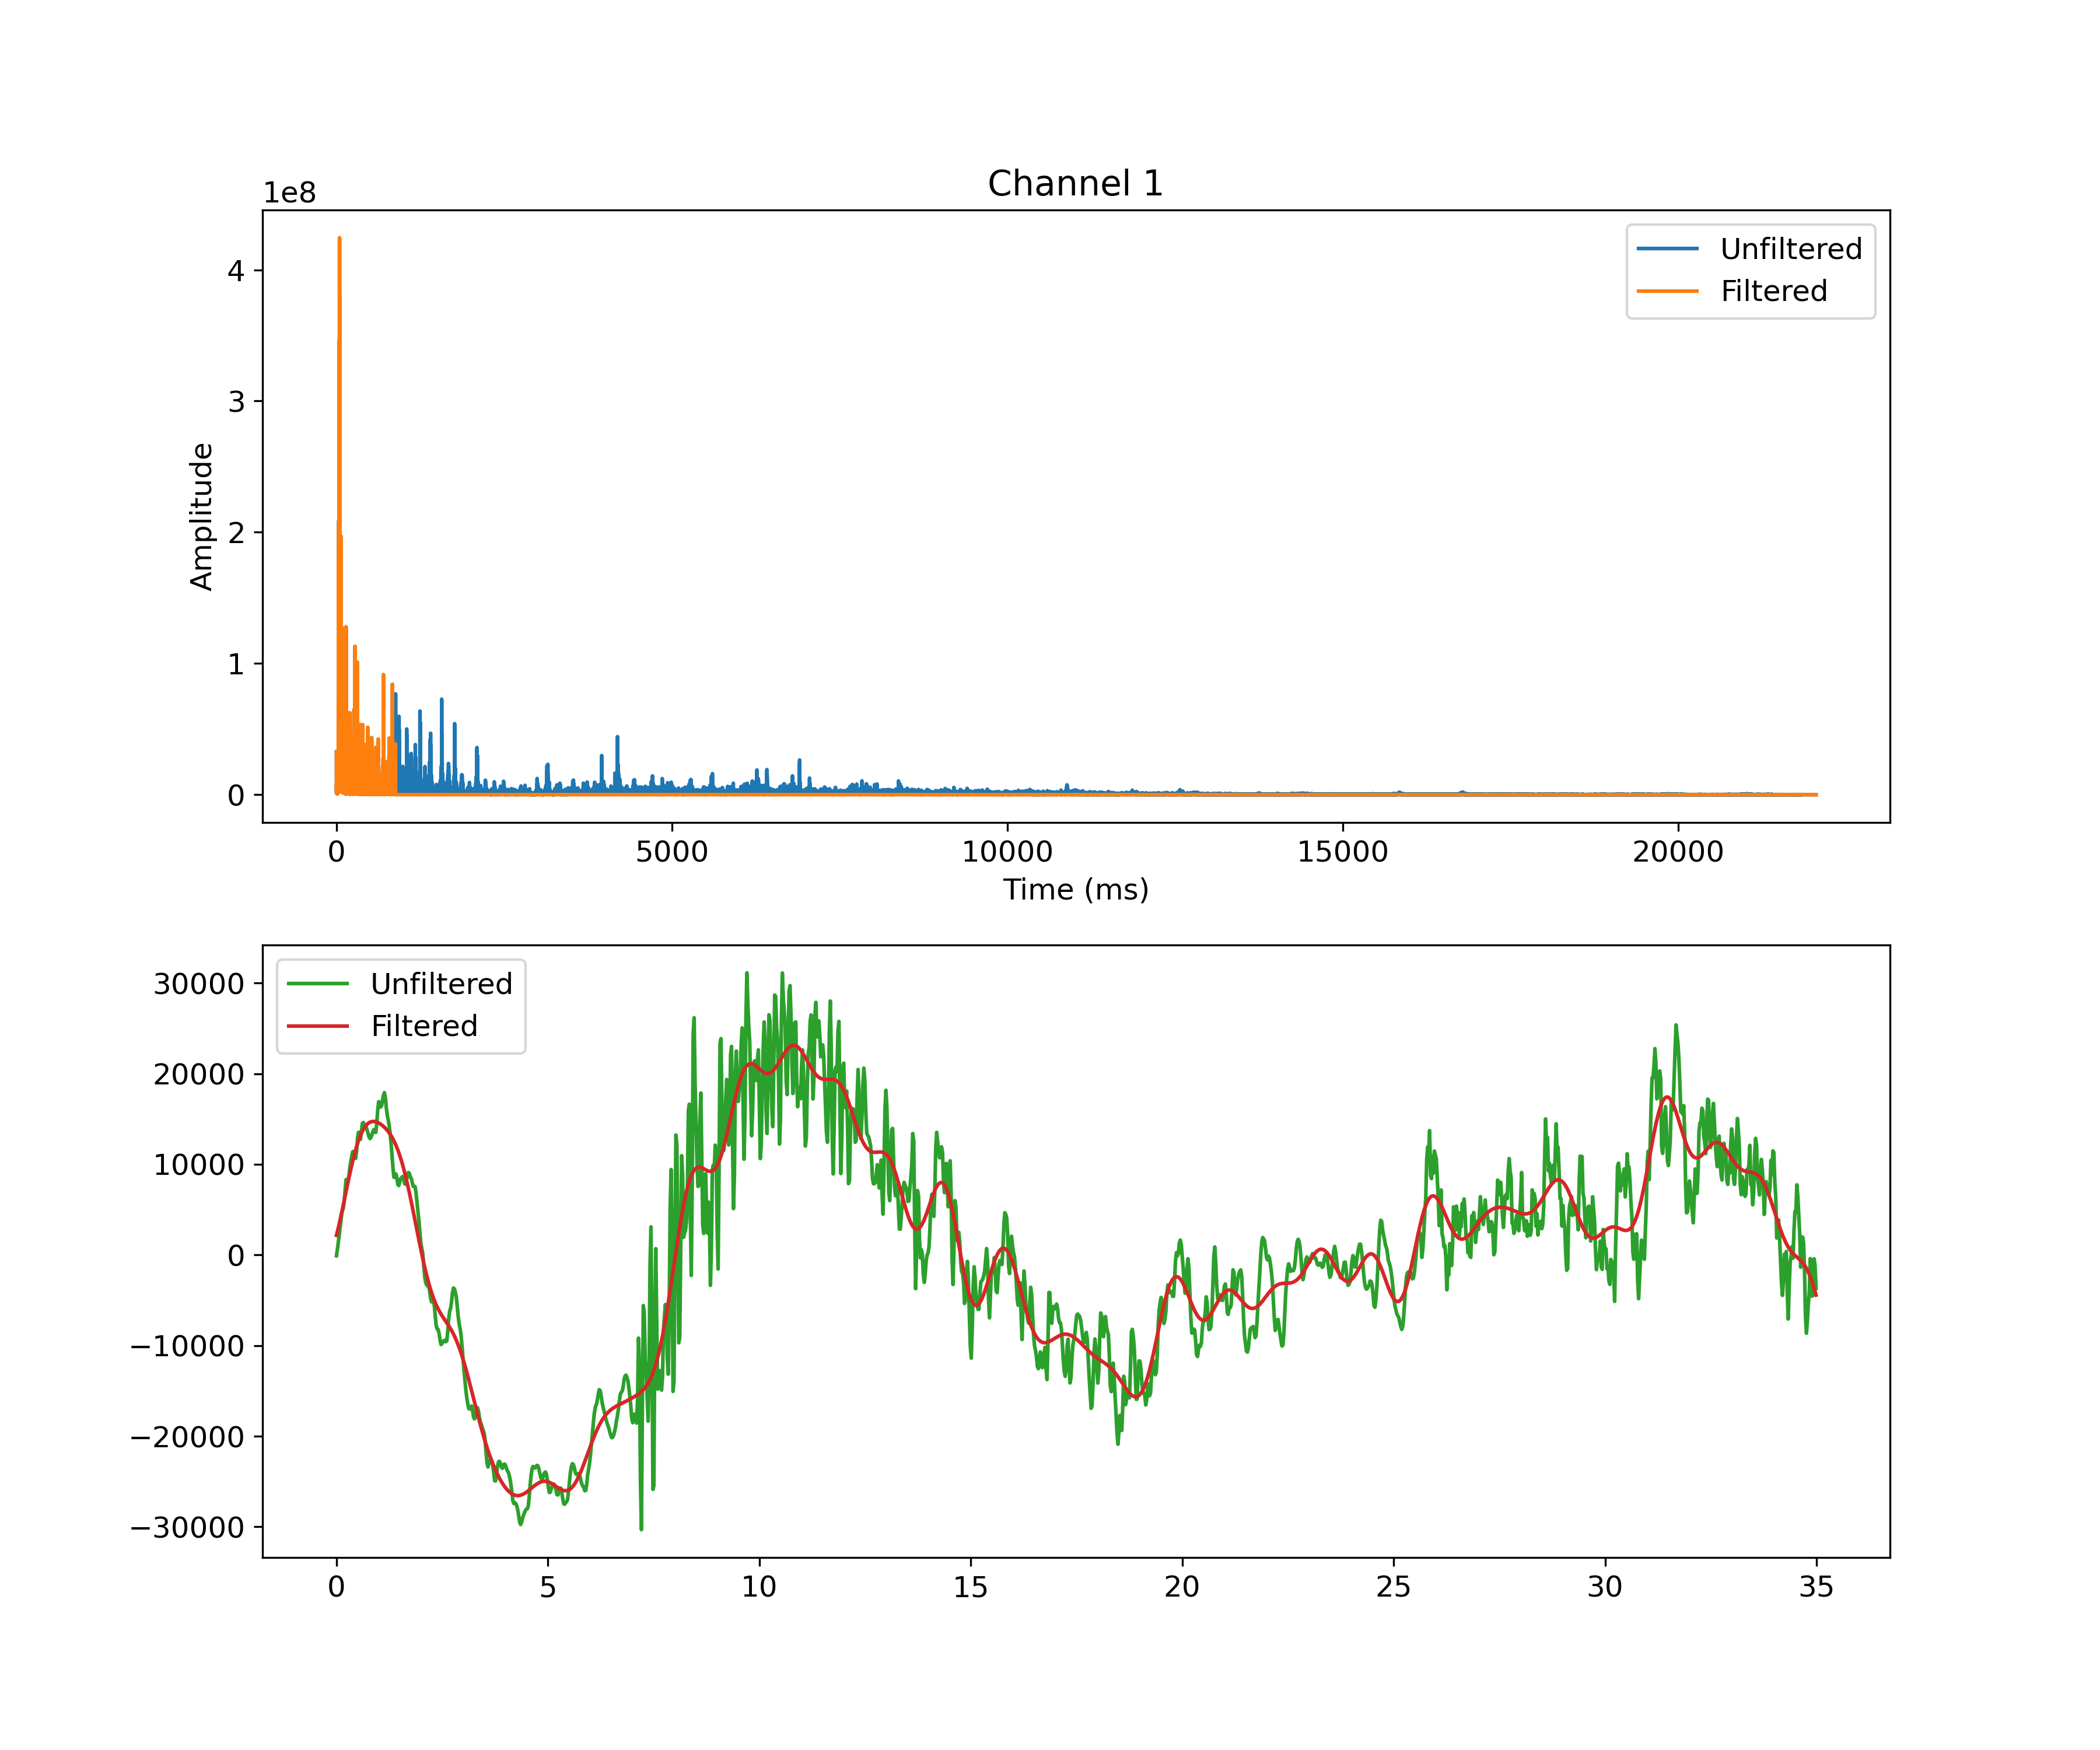 Channel 1
1e8
Unfiltered
Filtered
4
3
2
1
0
Amplitude
0 5000 10000 15000 20000
Time (ms)
Unfiltered
Filtered
30000
20000
10000
0
−10000
−20000
−30000
0 5 10 15 20 25 30 35